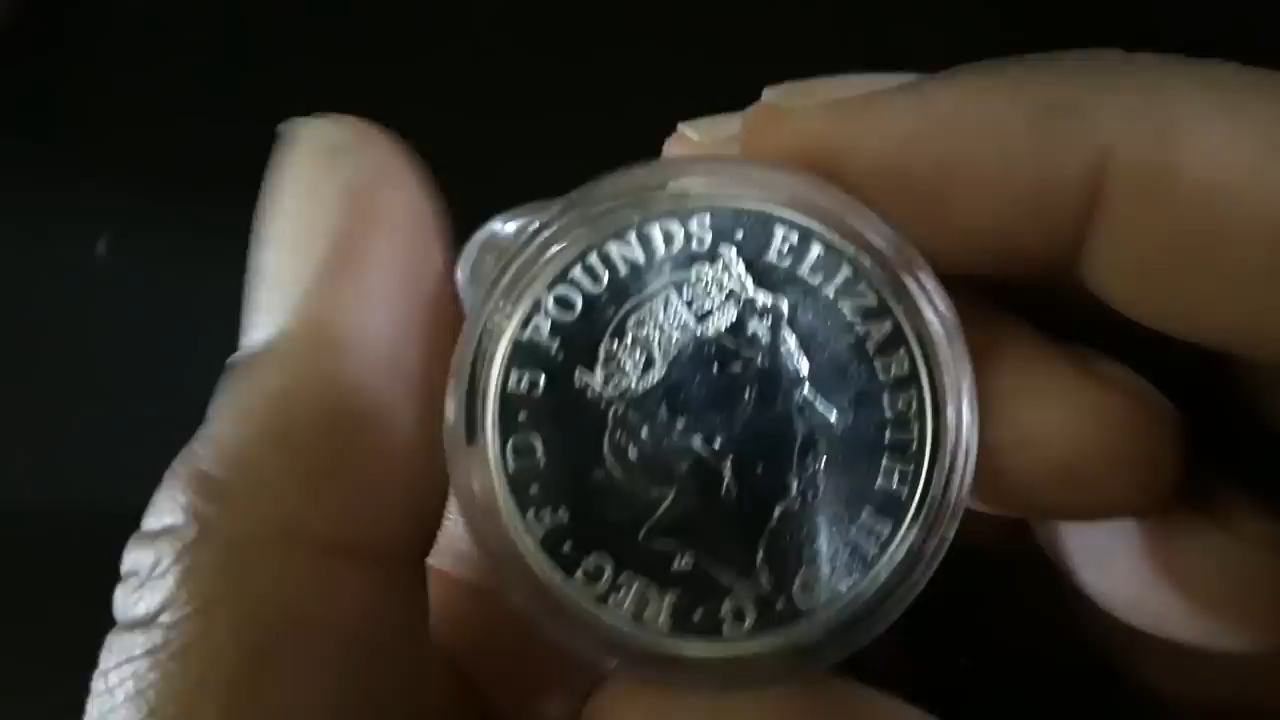 ELIZABETH II · D · G · REG · F · D · 5 POUNDS ·